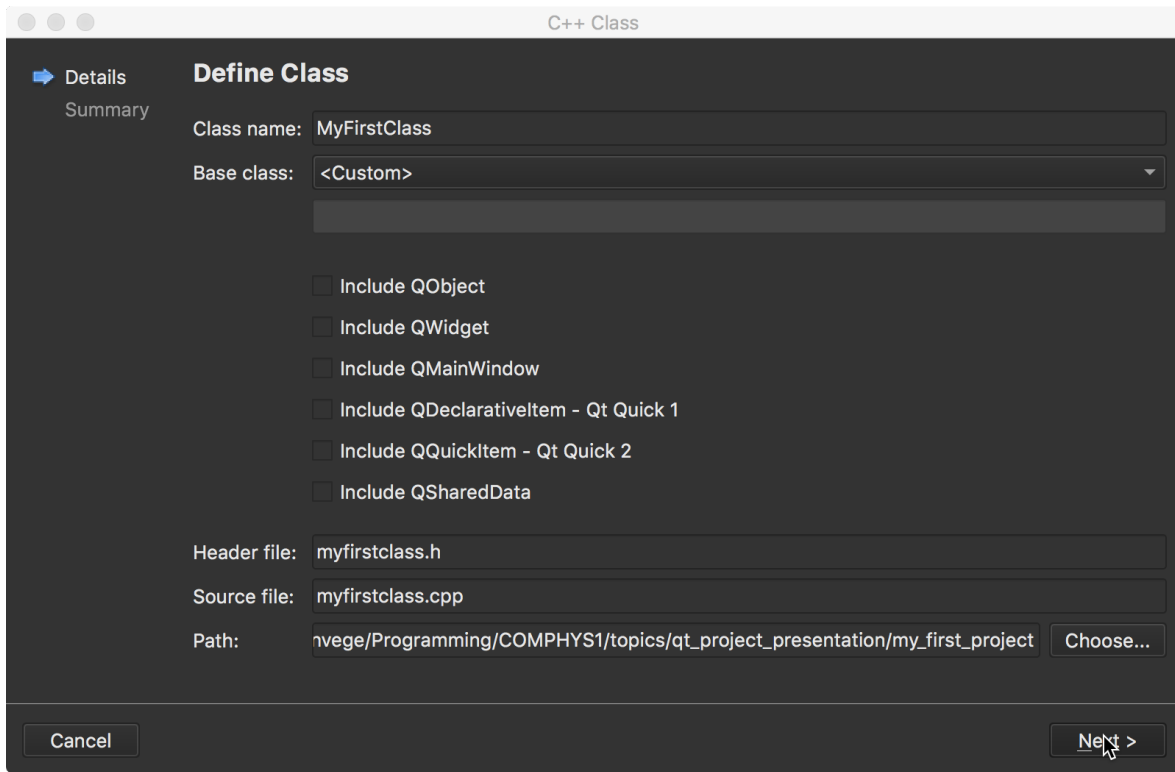 C++ Class
Details
Summary
Define Class
Class name: MyFirstClass
Base class: <Custom>
Include QObject
Include QWidget
Include QMainWindow
Include QDeclarativeItem - Qt Quick 1
Include QQuickItem - Qt Quick 2
Include QSharedData
Header file: myfirstclass.h
Source file: myfirstclass.cpp
Path: nvege/Programming/COMPHYS1/topics/qt_project_presentation/my_first_project Choose...
Cancel Next >